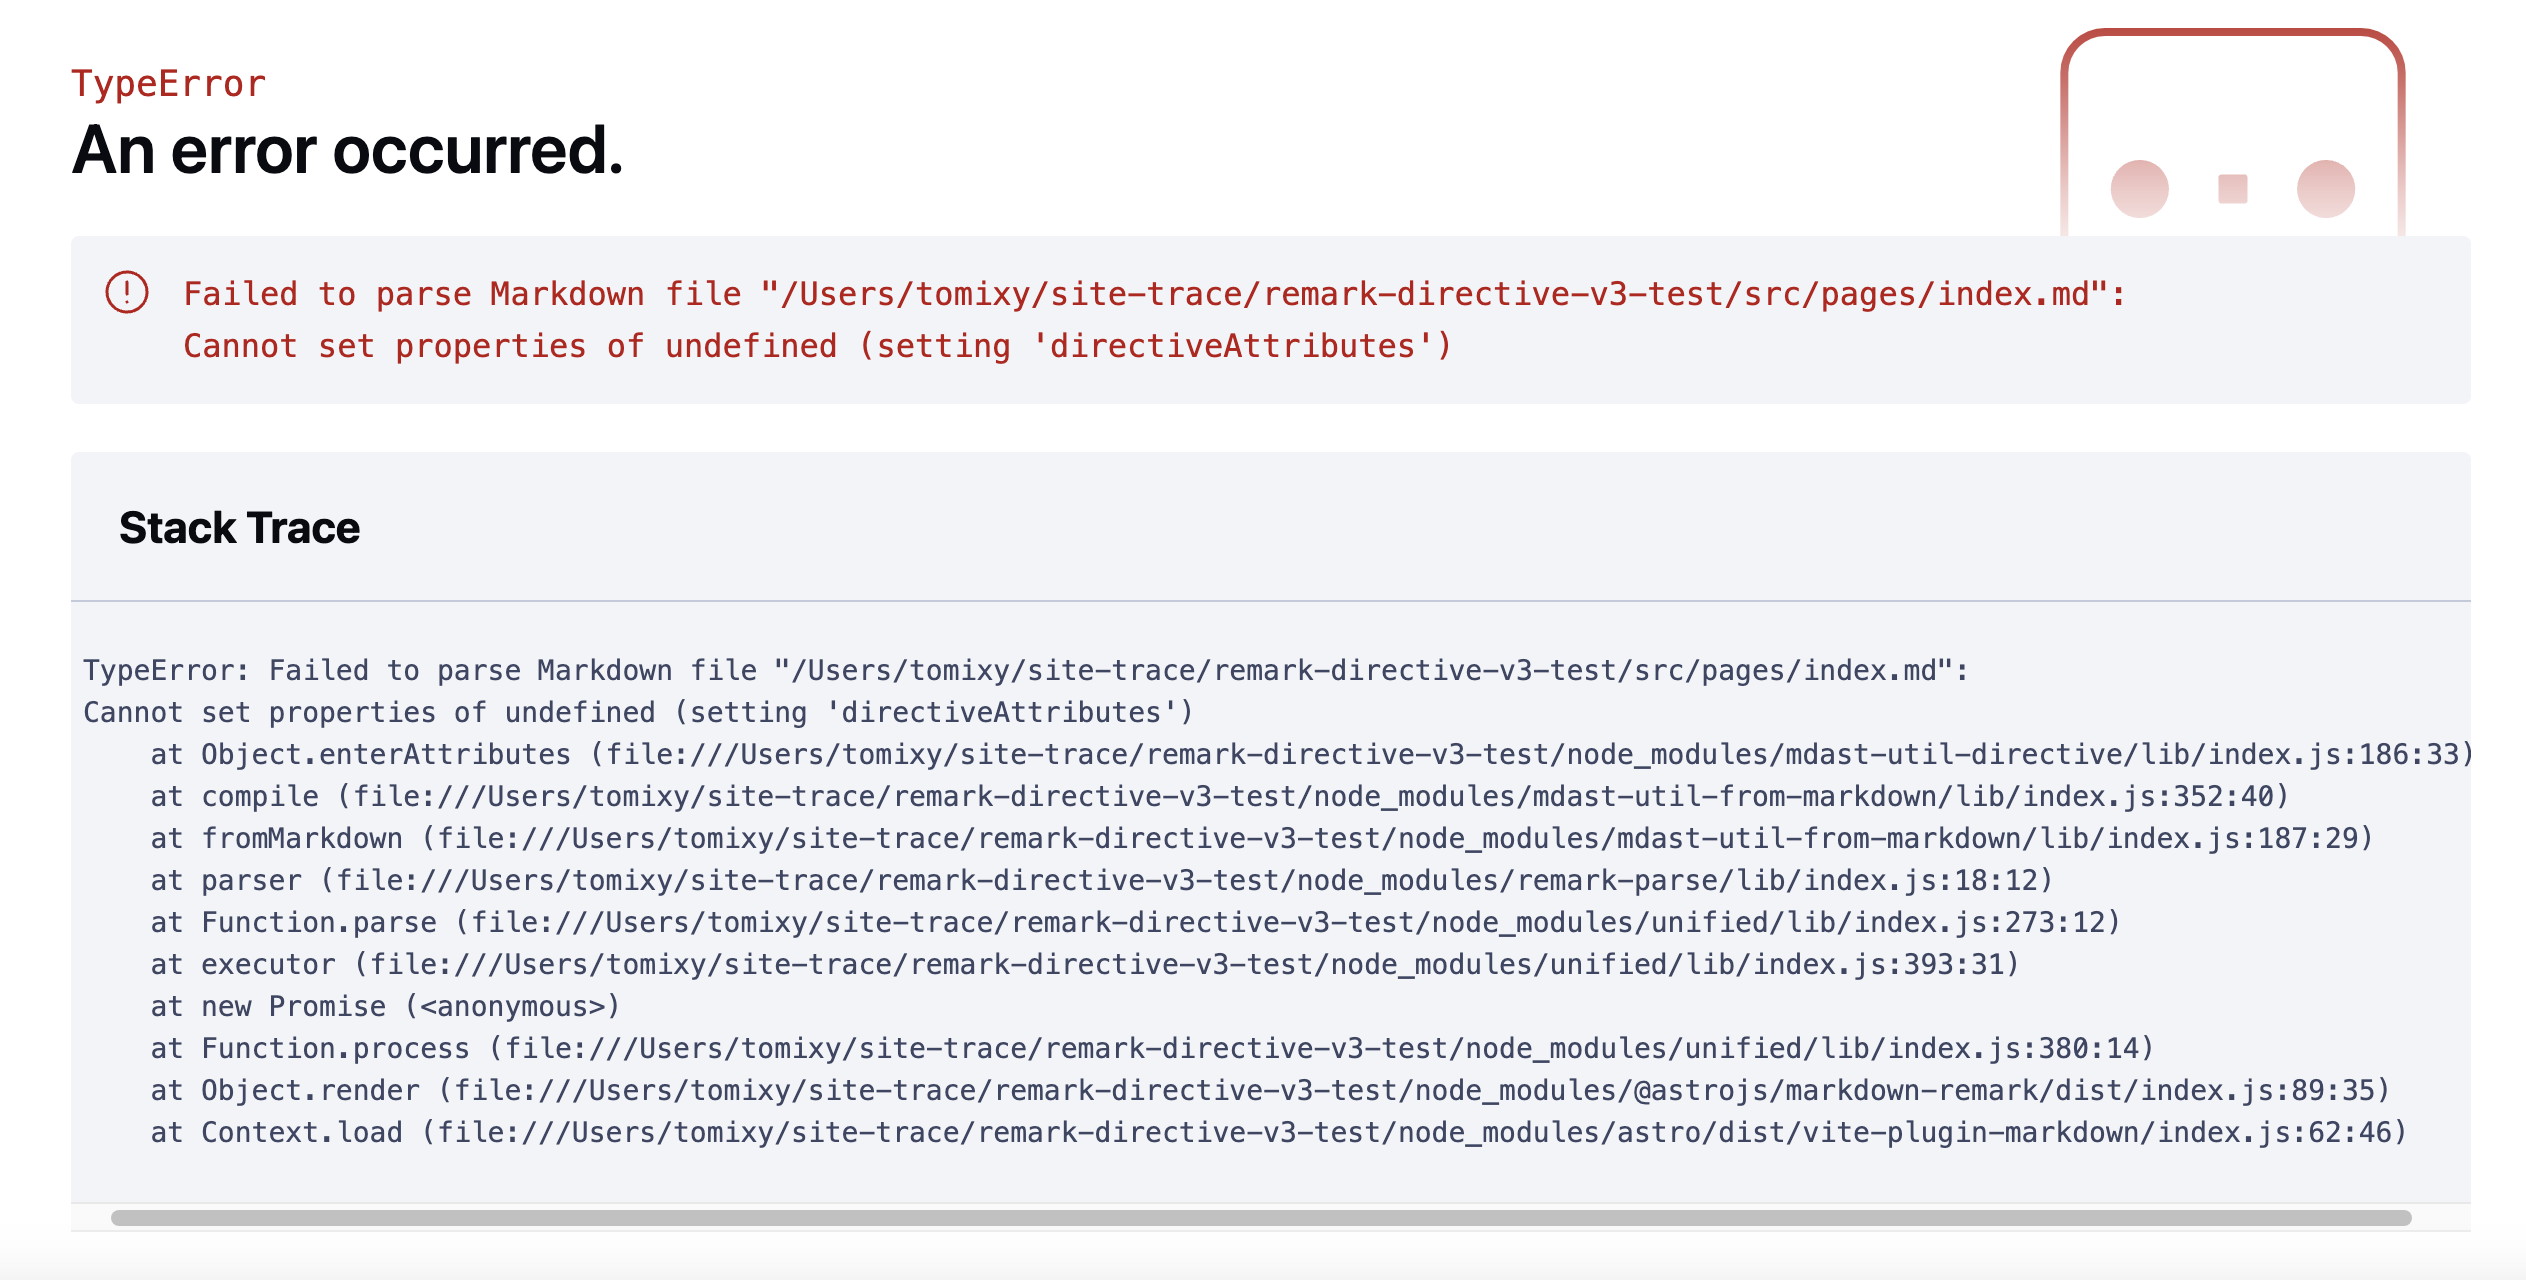 TypeError
An error occurred.
Failed to parse Markdown file "/Users/tomixy/site-trace/remark-directive-v3-test/src/pages/index.md":
Cannot set properties of undefined (setting 'directiveAttributes')
Stack Trace
TypeError: Failed to parse Markdown file "/Users/tomixy/site-trace/remark-directive-v3-test/src/pages/index.md":
Cannot set properties of undefined (setting 'directiveAttributes')
    at Object.enterAttributes (file:///Users/tomixy/site-trace/remark-directive-v3-test/node_modules/mdast-util-directive/lib/index.js:186:33)
    at compile (file:///Users/tomixy/site-trace/remark-directive-v3-test/node_modules/mdast-util-from-markdown/lib/index.js:352:40)
    at fromMarkdown (file:///Users/tomixy/site-trace/remark-directive-v3-test/node_modules/mdast-util-from-markdown/lib/index.js:187:29)
    at parser (file:///Users/tomixy/site-trace/remark-directive-v3-test/node_modules/remark-parse/lib/index.js:18:12)
    at Function.parse (file:///Users/tomixy/site-trace/remark-directive-v3-test/node_modules/unified/lib/index.js:273:12)
    at executor (file:///Users/tomixy/site-trace/remark-directive-v3-test/node_modules/unified/lib/index.js:393:31)
    at new Promise (<anonymous>)
    at Function.process (file:///Users/tomixy/site-trace/remark-directive-v3-test/node_modules/unified/lib/index.js:380:14)
    at Object.render (file:///Users/tomixy/site-trace/remark-directive-v3-test/node_modules/@astrojs/markdown-remark/dist/index.js:89:35)
    at Context.load (file:///Users/tomixy/site-trace/remark-directive-v3-test/node_modules/astro/dist/vite-plugin-markdown/index.js:62:46)